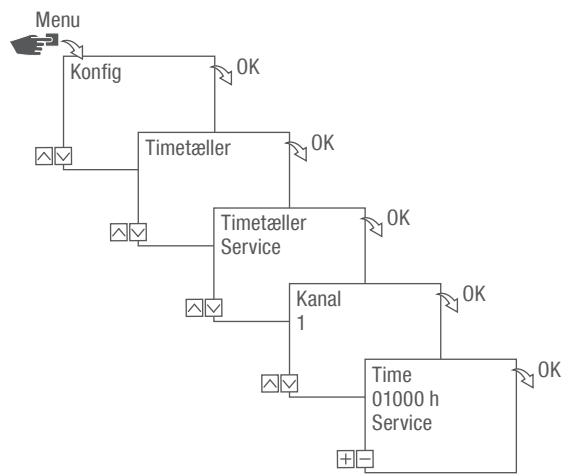 Menu
Konfig
OK
Timetæller
OK
Timetæller
Service
OK
Kanal
1
OK
Time
01000 h
Service
OK